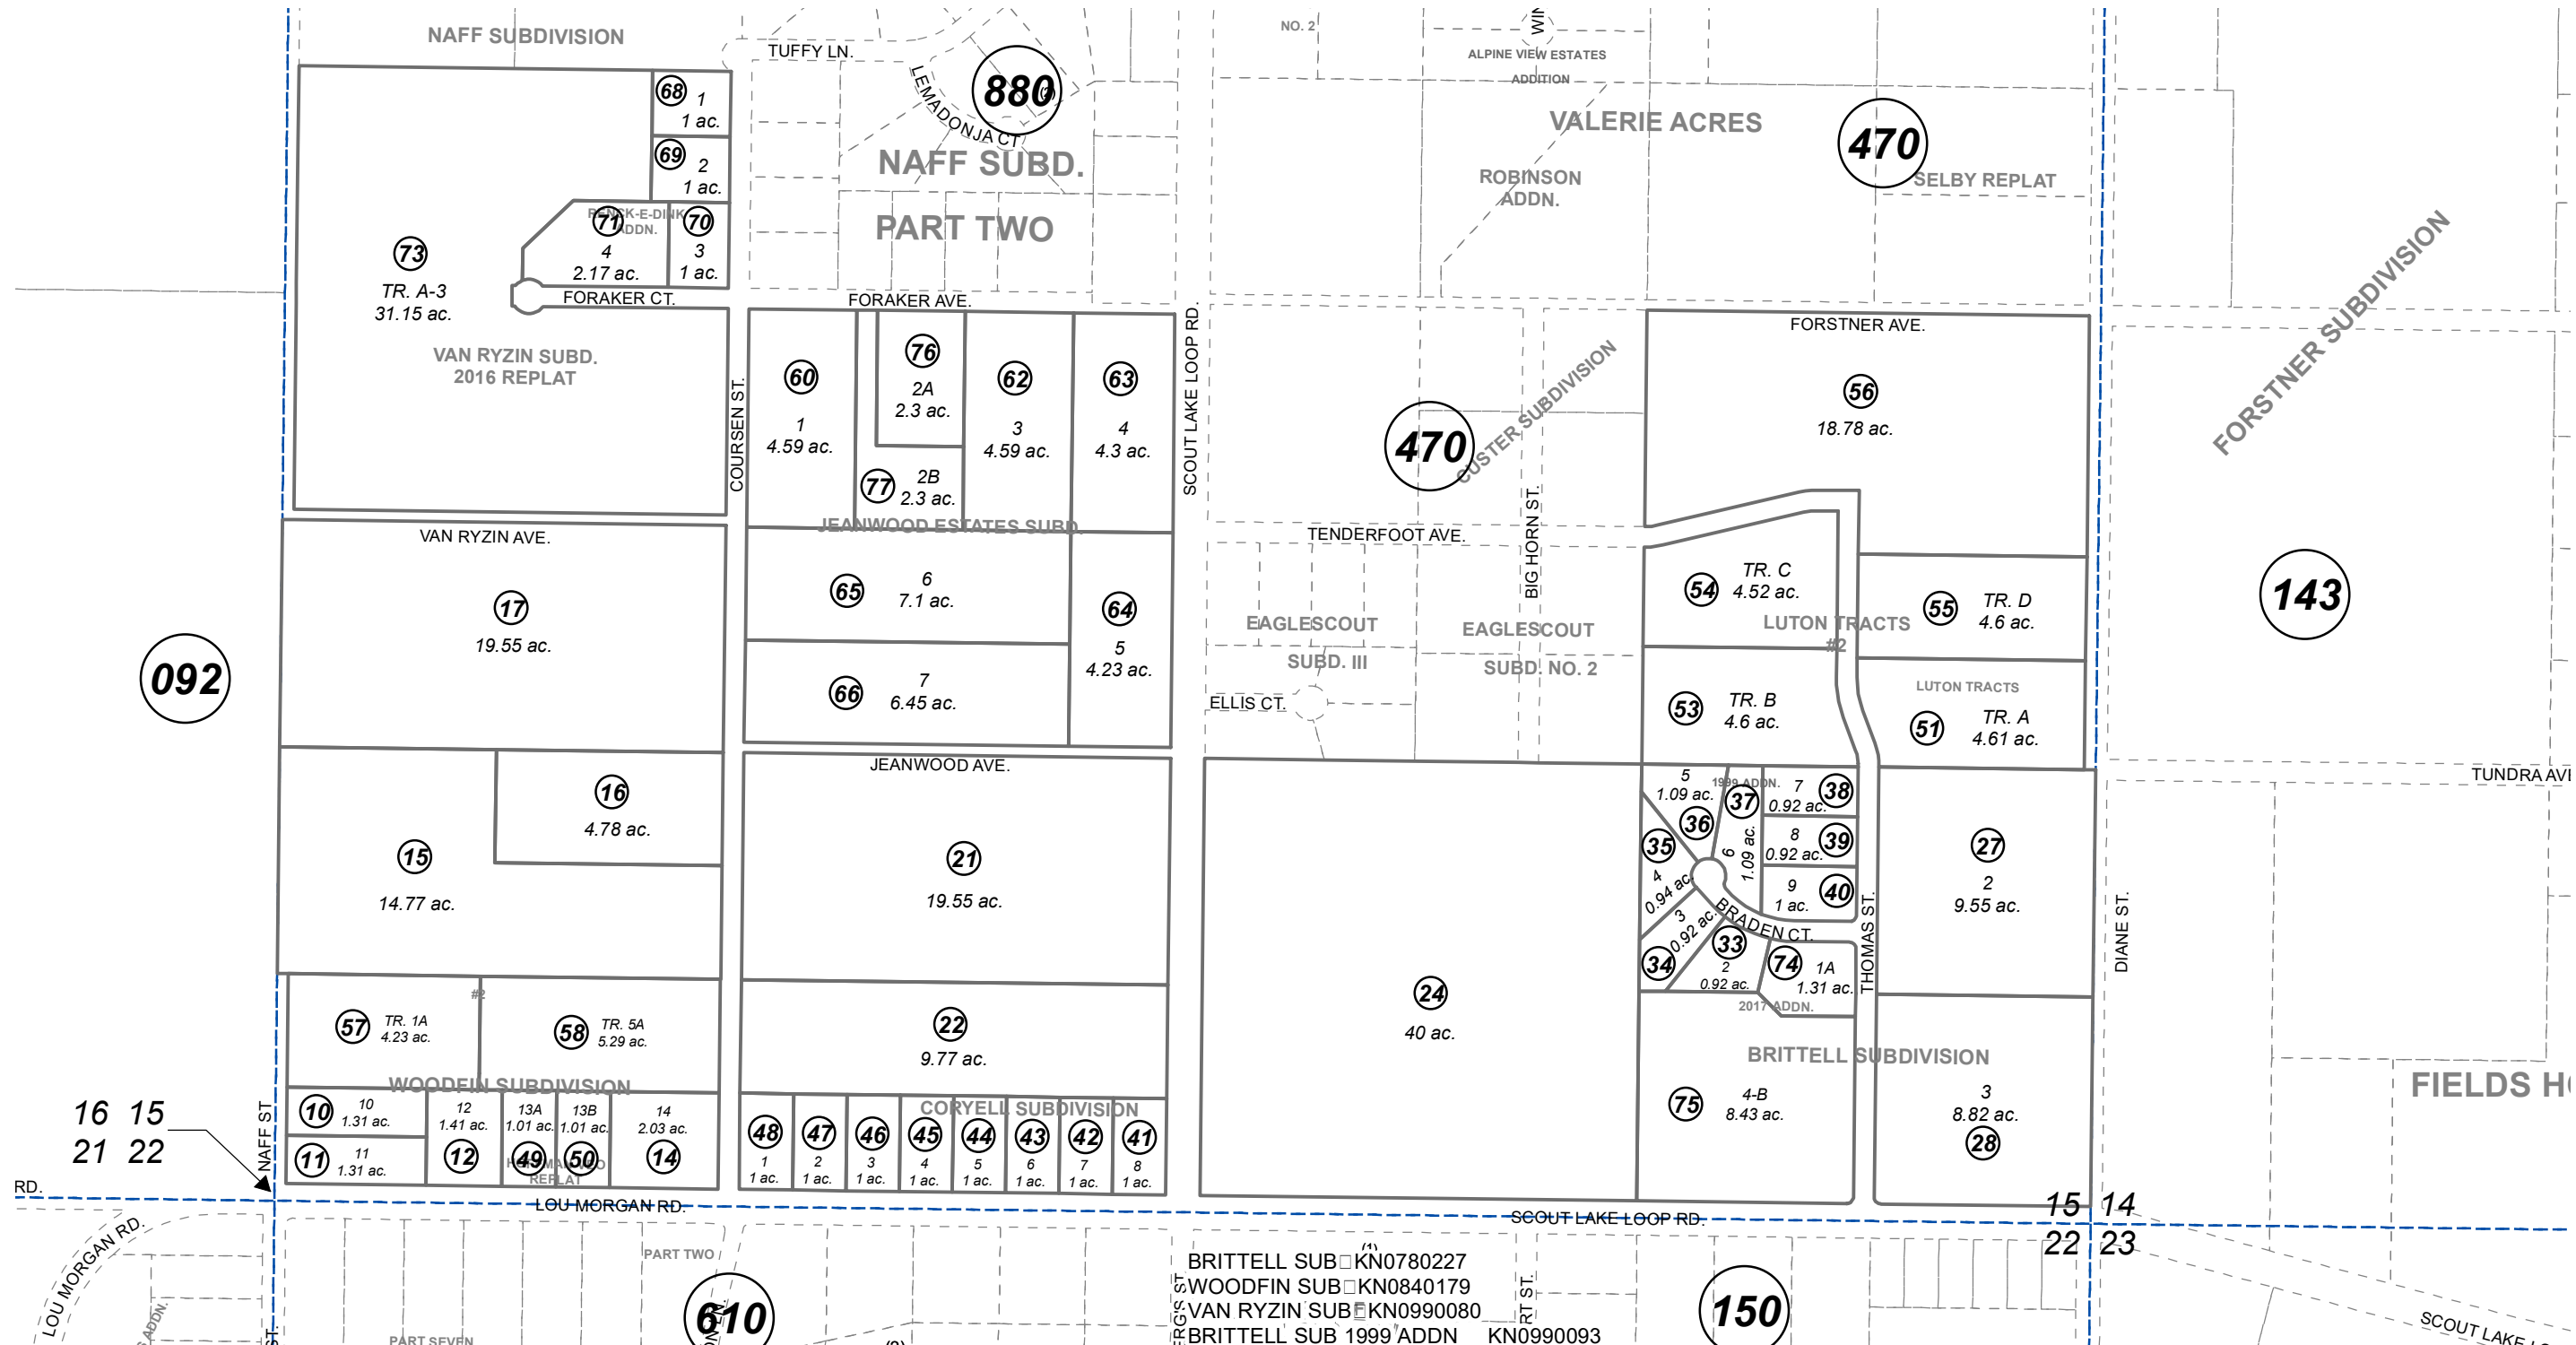 NAFF SUBDIVISION
TUFFY LN.
LEMADONJA CT
880
(2)
NAFF SUBD.
PART TWO
NO. 2
ALPINE VIEW ESTATES
ADDITION
VALERIE ACRES
470
ROBINSON
ADDN.
SELBY REPLAT
FORSTNER SUBDIVISION
68
1
1 ac.
69
2
1 ac.
71
4
2.17 ac.
70
3
1 ac.
73
TR. A-3
31.15 ac.
FORAKER CT.
VAN RYZIN SUBD.
2016 REPLAT
FORAKER AVE.
COURSEN ST.
SCOUT LAKE LOOP RD.
60
1
4.59 ac.
76
2A
2.3 ac.
77
2B
2.3 ac.
62
3
4.59 ac.
63
4
4.3 ac.
JEANWOOD ESTATES SUBD.
65
6
7.1 ac.
64
5
4.23 ac.
66
7
6.45 ac.
470
CUSTER SUBDIVISION
BIG HORN ST.
TENDERFOOT AVE.
EAGLESCOUT
SUBD. III
EAGLESCOUT
SUBD. NO. 2
ELLIS CT.
FORSTNER AVE.
56
18.78 ac.
54
TR. C
4.52 ac.
55
TR. D
4.6 ac.
LUTON TRACTS
#2
53
TR. B
4.6 ac.
LUTON TRACTS
51
TR. A
4.61 ac.
143
092
VAN RYZIN AVE.
17
19.55 ac.
16
4.78 ac.
15
14.77 ac.
JEANWOOD AVE.
21
19.55 ac.
22
9.77 ac.
24
40 ac.
5
1.09 ac.
36
1999 ADDN.
37
6
1.09 ac.
7
0.92 ac.
38
8
0.92 ac.
39
9
1 ac.
40
35
4
0.94 ac.
3
0.92 ac.
34
33
2
0.92 ac.
74
1A
1.31 ac.
BRADEN CT.
THOMAS ST.
2017 ADDN.
BRITTELL SUBDIVISION
27
2
9.55 ac.
DIANE ST.
TUNDRA AVE
75
4-B
8.43 ac.
3
8.82 ac.
28
#2
57
TR. 1A
4.23 ac.
58
TR. 5A
5.29 ac.
WOODFIN SUBDIVISION
10
10
1.31 ac.
11
11
1.31 ac.
12
1.41 ac.
12
13A
1.01 ac.
49
13B
1.01 ac.
50
14
2.03 ac.
14
REPLAT
CORYELL SUBDIVISION
48
1
1 ac.
47
2
1 ac.
46
3
1 ac.
45
4
1 ac.
44
5
1 ac.
43
6
1 ac.
42
7
1 ac.
41
8
1 ac.
16 15
21 22
NAFF ST
RD.
LOU MORGAN RD.
SCOUT LAKE LOOP RD.
15 14
22 23
FIELDS
LOU MORGAN RD.
ADDN.
ST.
PART SEVEN
PART TWO
610
150
(1)
BRITTELL SUB KN0780227
WOODFIN SUB KN0840179
VAN RYZIN SUB KN0990080
BRITTELL SUB 1999 ADDN KN0990093
SCOUT LAKE